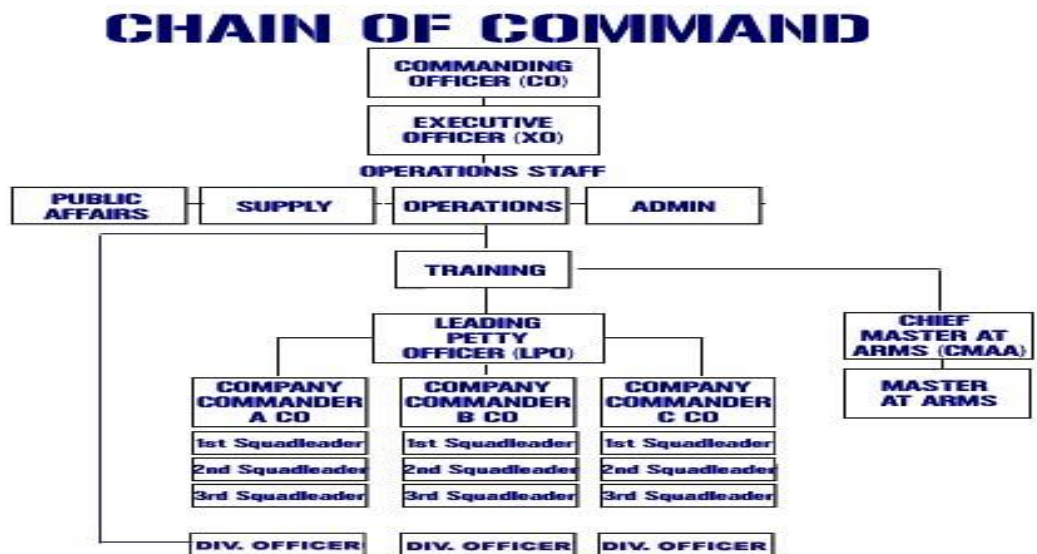 CHAIN OF COMMAND
COMMANDING
OFFICER (CO)
EXECUTIVE
OFFICER (XO)
OPERATIONS STAFF
PUBLIC
AFFAIRS
SUPPLY
OPERATIONS
ADMIN
TRAINING
LEADING
PETTY
OFFICER (LPO)
CHIEF
MASTER AT
ARMS (CMAA)
MASTER
AT ARMS
COMPANY
COMMANDER
A CO
COMPANY
COMMANDER
B CO
COMPANY
COMMANDER
C CO
1st Squadleader
1st Squadleader
1st Squadleader
2nd Squadleader
2nd Squadleader
2nd Squadleader
3rd Squadleader
3rd Squadleader
3rd Squadleader
DIV. OFFICER
DIV. OFFICER
DIV. OFFICER